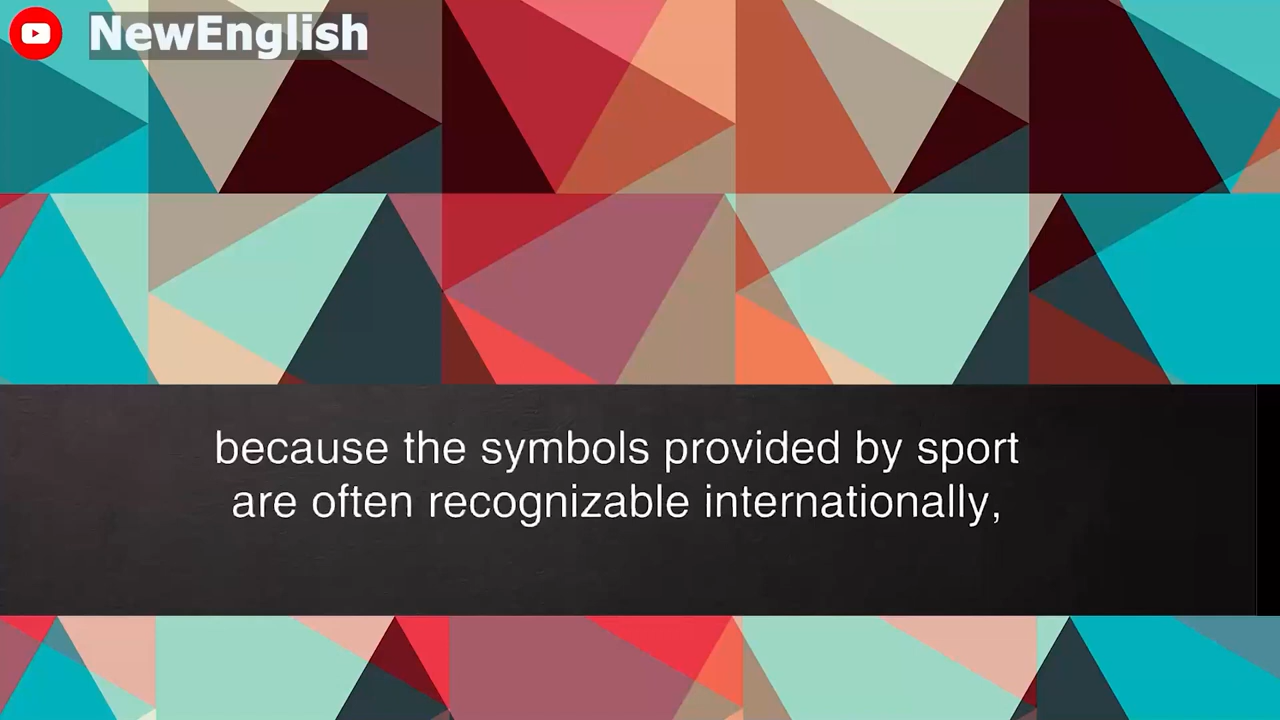 NewEnglish
because the symbols provided by sport
are often recognizable internationally,